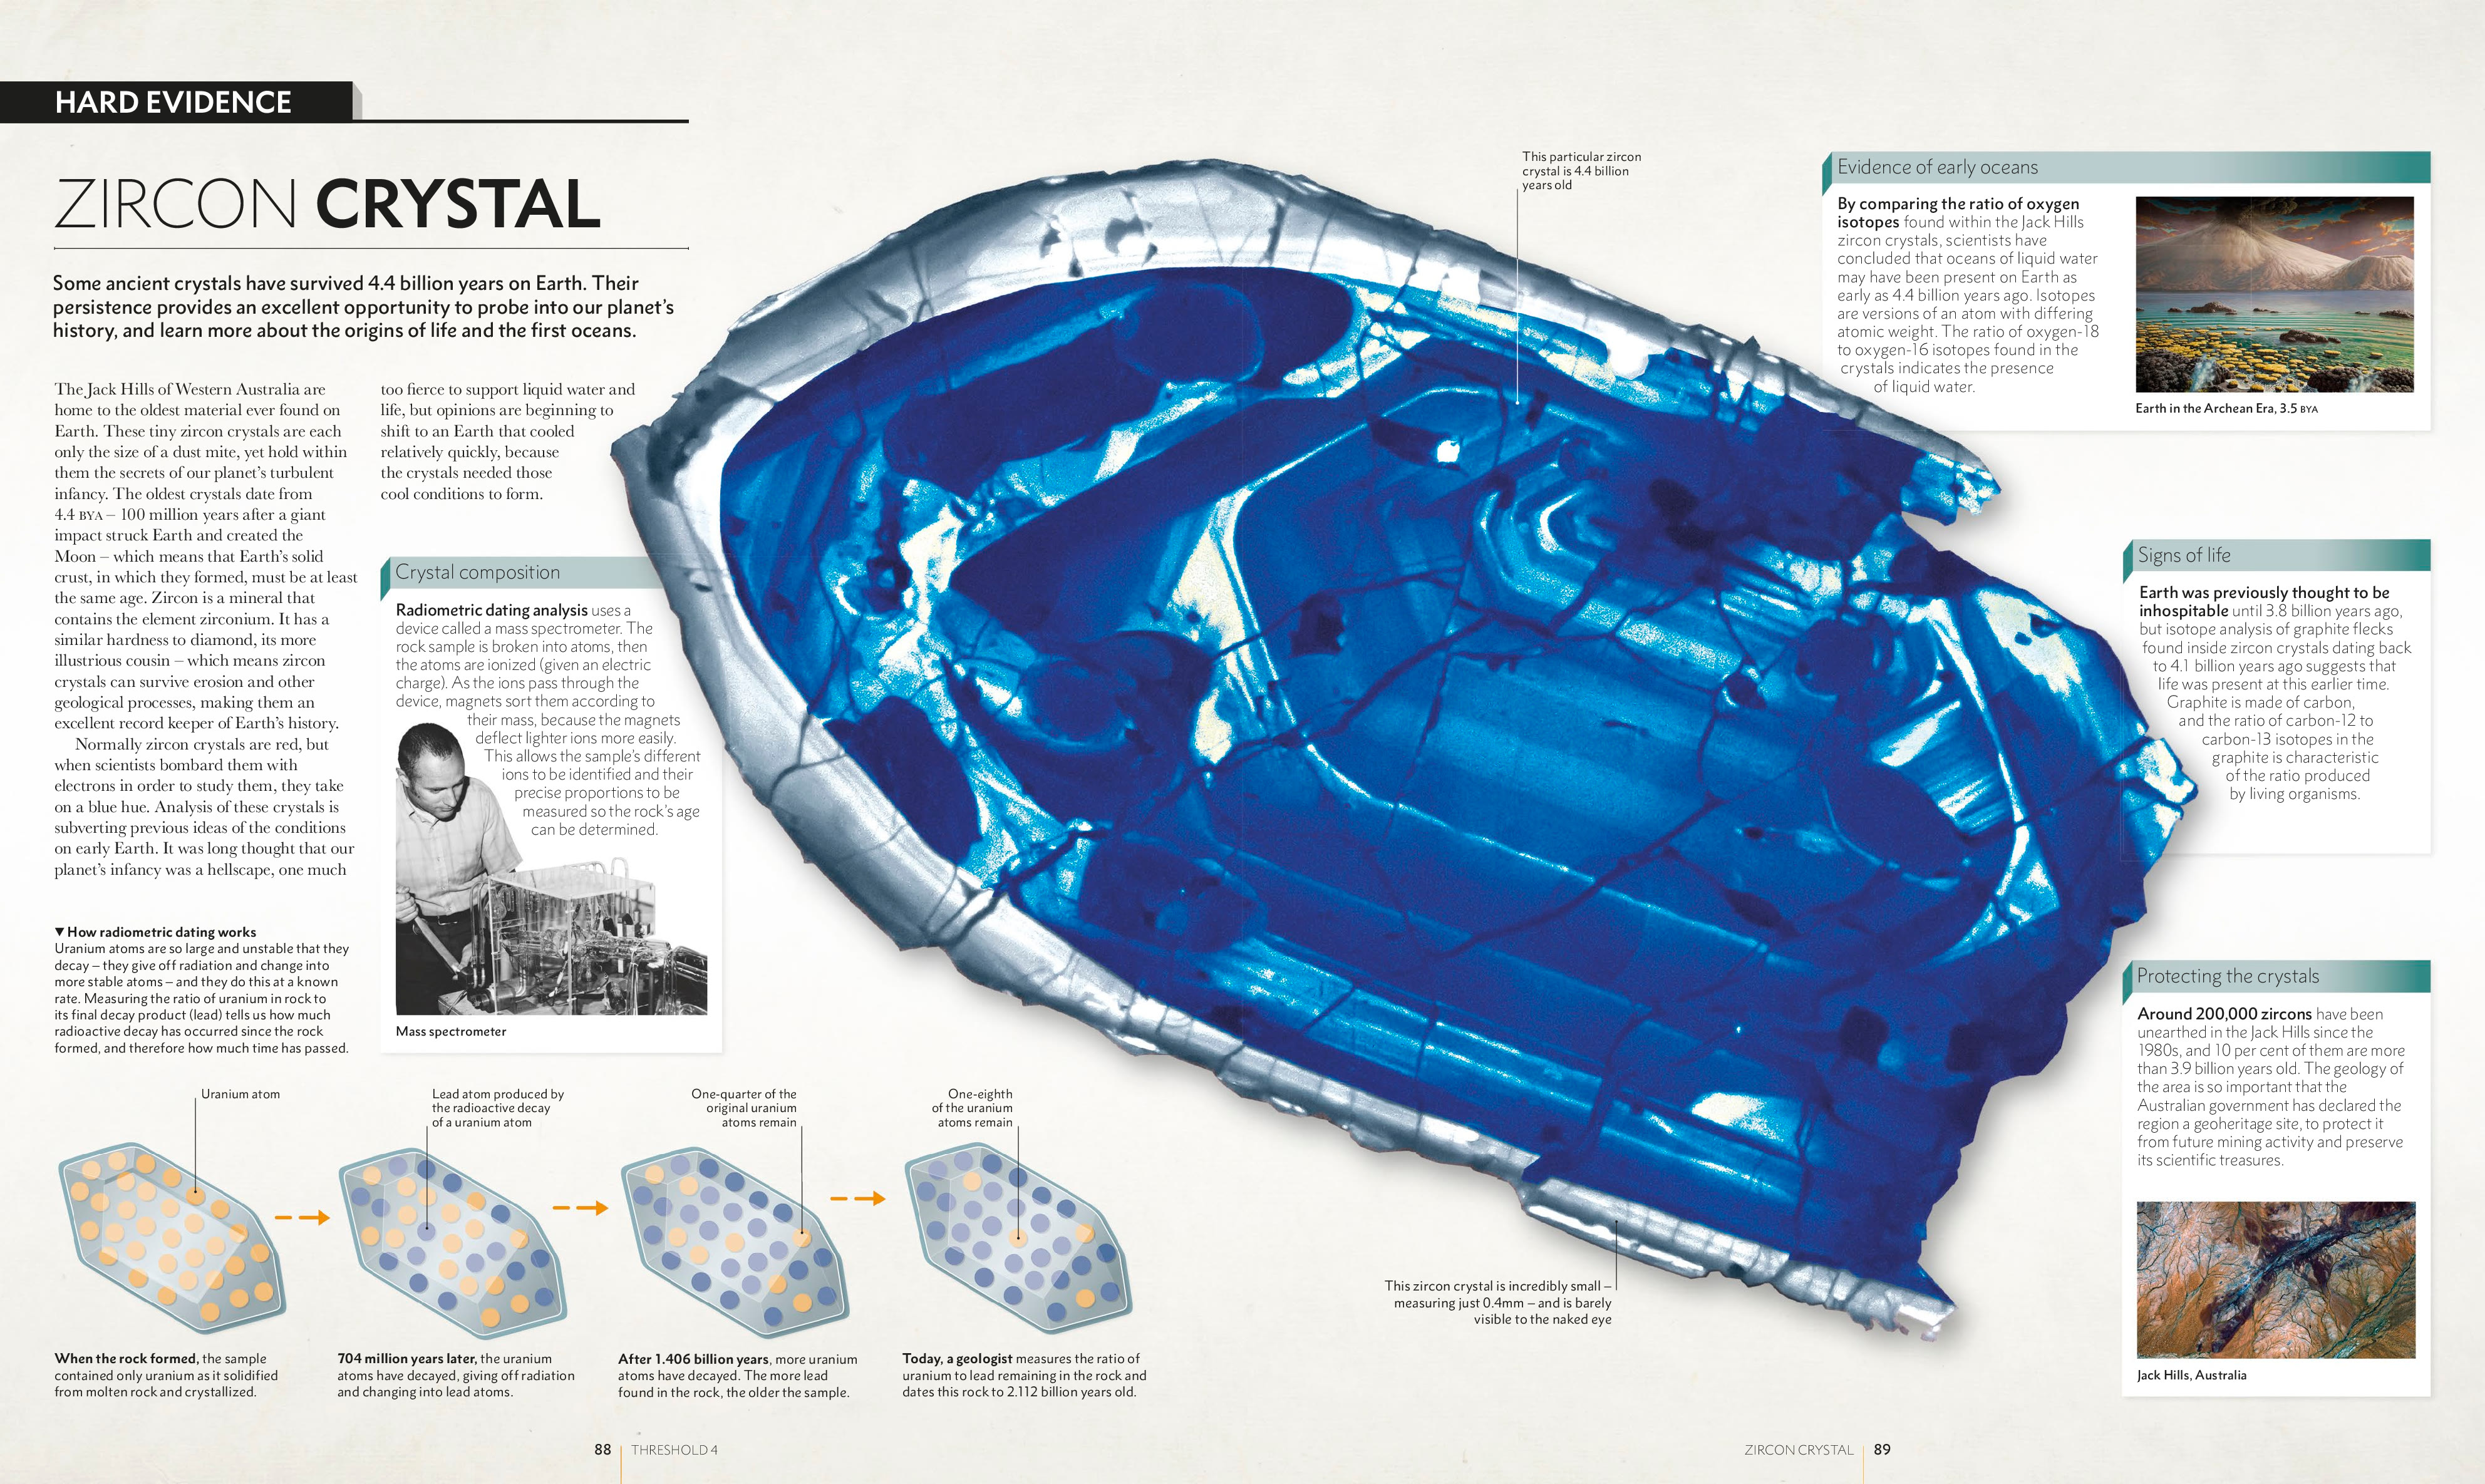 HARD EVIDENCE
ZIRCON CRYSTAL
Some ancient crystals have survived 4.4 billion years on Earth. Their
persistence provides an excellent opportunity to probe into our planet's
history, and learn more about the origins of life and the first oceans.
The Jack Hills of Western Australia are
home to the oldest material ever found on
Earth. These tiny zircon crystals are each
only the size of a dust mite, yet hold within
them the secrets of our planet's turbulent
infancy. The oldest crystals date from
4.4 BYA – 100 million years after a giant
impact struck Earth and created the
Moon – which means that Earth's solid
crust, in which they formed, must be at least
the same age. Zircon is a mineral that
contains the element zirconium. It has a
similar hardness to diamond, its more
illustrious cousin – which means zircon
crystals can survive erosion and other
geological processes, making them an
excellent record keeper of Earth's history.
Normally zircon crystals are red, but
when scientists bombard them with
electrons in order to study them, they take
on a blue hue. Analysis of these crystals is
subverting previous ideas of the conditions
on early Earth. It was long thought that our
planet's infancy was a hellscape, one much
too fierce to support liquid water and
life, but opinions are beginning to
shift to an Earth that cooled
relatively quickly, because
the crystals needed those
cool conditions to form.
Crystal composition
Radiometric dating analysis uses a
device called a mass spectrometer. The
rock sample is broken into atoms, then
the atoms are ionized (given an electric
charge). As the ions pass through the
device, magnets sort them according to
their mass, because the magnets
deflect lighter ions more easily.
This allows the sample's different
ions to be identified and their
precise proportions to be
measured so the rock's age
can be determined.
Mass spectrometer
▼ How radiometric dating works
Uranium atoms are so large and unstable that they
decay – they give off radiation and change into
more stable atoms – and they do this at a known
rate. Measuring the ratio of uranium in rock to
its final decay product (lead) tells us how much
radioactive decay has occurred since the rock
formed, and therefore how much time has passed.
Uranium atom
Lead atom produced by
the radioactive decay
of a uranium atom
One-quarter of the
original uranium
atoms remain
One-eighth
of the uranium
atoms remain
When the rock formed, the sample
contained only uranium as it solidified
from molten rock and crystallized.
704 million years later, the uranium
atoms have decayed, giving off radiation
and changing into lead atoms.
After 1.406 billion years, more uranium
atoms have decayed. The more lead
found in the rock, the older the sample.
Today, a geologist measures the ratio of
uranium to lead remaining in the rock and
dates this rock to 2.112 billion years old.
88 THRESHOLD 4
This particular zircon
crystal is 4.4 billion
years old
This zircon crystal is incredibly small –
measuring just 0.4mm – and is barely
visible to the naked eye
Evidence of early oceans
By comparing the ratio of oxygen
isotopes found within the Jack Hills
zircon crystals, scientists have
concluded that oceans of liquid water
may have been present on Earth as
early as 4.4 billion years ago. Isotopes
are versions of an atom with differing
atomic weight. The ratio of oxygen-18
to oxygen-16 isotopes found in the
crystals indicates the presence
of liquid water.
Earth in the Archean Era, 3.5 BYA
Signs of life
Earth was previously thought to be
inhospitable until 3.8 billion years ago,
but isotope analysis of graphite flecks
found inside zircon crystals dating back
to 4.1 billion years ago suggests that
life was present at this earlier time.
Graphite is made of carbon,
and the ratio of carbon-12 to
carbon-13 isotopes in the
graphite is characteristic
of the ratio produced
by living organisms.
Protecting the crystals
Around 200,000 zircons have been
unearthed in the Jack Hills since the
1980s, and 10 per cent of them are more
than 3.9 billion years old. The geology of
the area is so important that the
Australian government has declared the
region a geoheritage site, to protect it
from future mining activity and preserve
its scientific treasures.
Jack Hills, Australia
ZIRCON CRYSTAL 89